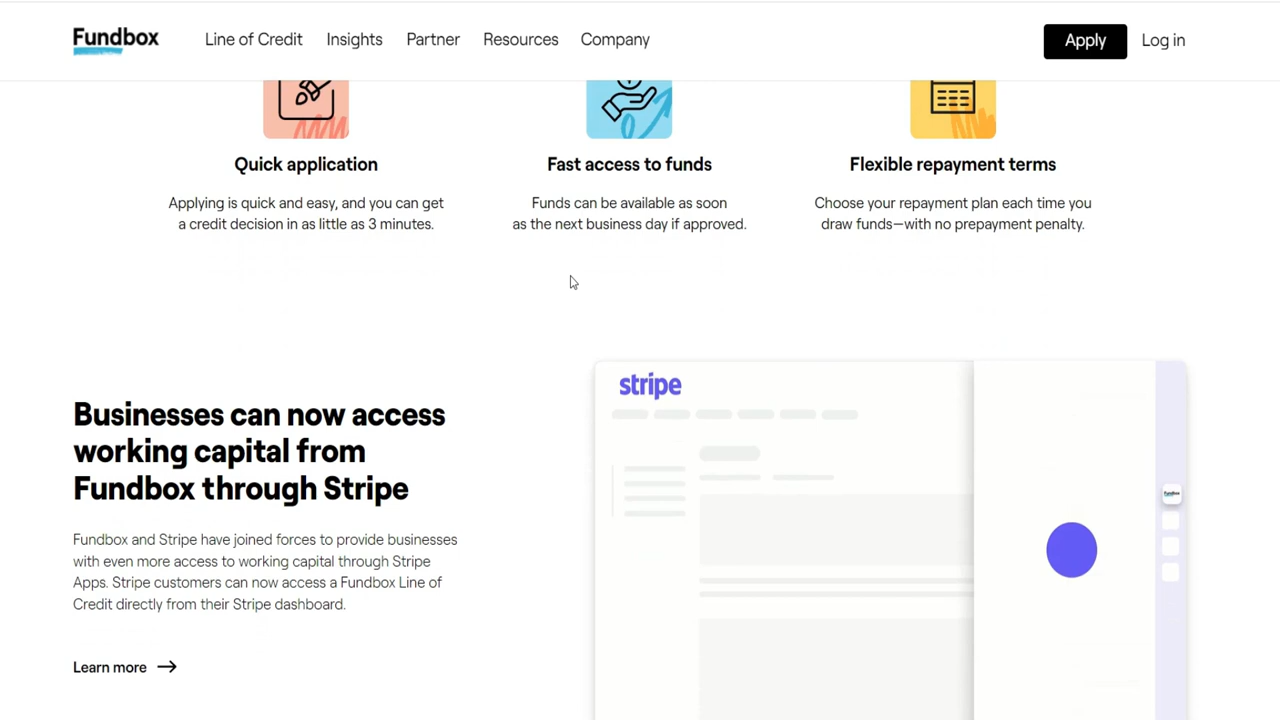 Fundbox Line of Credit Insights Partner Resources Company Apply Log in
Quick application
Applying is quick and easy, and you can get
a credit decision in as little as 3 minutes.
Fast access to funds
Funds can be available as soon
as the next business day if approved.
Flexible repayment terms
Choose your repayment plan each time you
draw funds—with no prepayment penalty.
Businesses can now access
working capital from
Fundbox through Stripe
Fundbox and Stripe have joined forces to provide businesses
with even more access to working capital through Stripe
Apps. Stripe customers can now access a Fundbox Line of
Credit directly from their Stripe dashboard.
Learn more
stripe
Fundbox